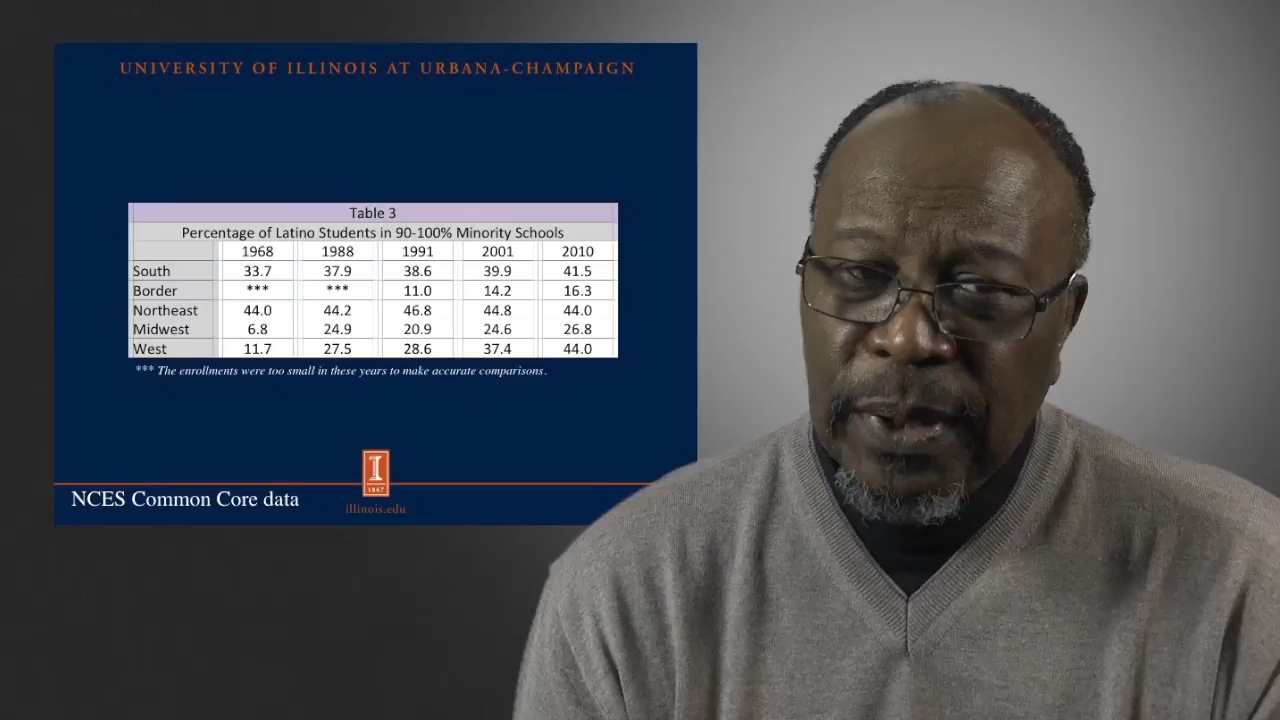 UNIVERSITY OF ILLINOIS AT URBANA-CHAMPAIGN
Table 3
Percentage of Latino Students in 90-100% Minority Schools
1968 1988 1991 2001 2010
South 33.7 37.9 38.6 39.9 41.5
Border *** *** 11.0 14.2 16.3
Northeast 44.0 44.2 46.8 44.8 44.0
Midwest 6.8 24.9 20.9 24.6 26.8
West 11.7 27.5 28.6 37.4 44.0
*** The enrollments were too small in these years to make accurate comparisons.
I
1867
NCES Common Core data
illinois.edu